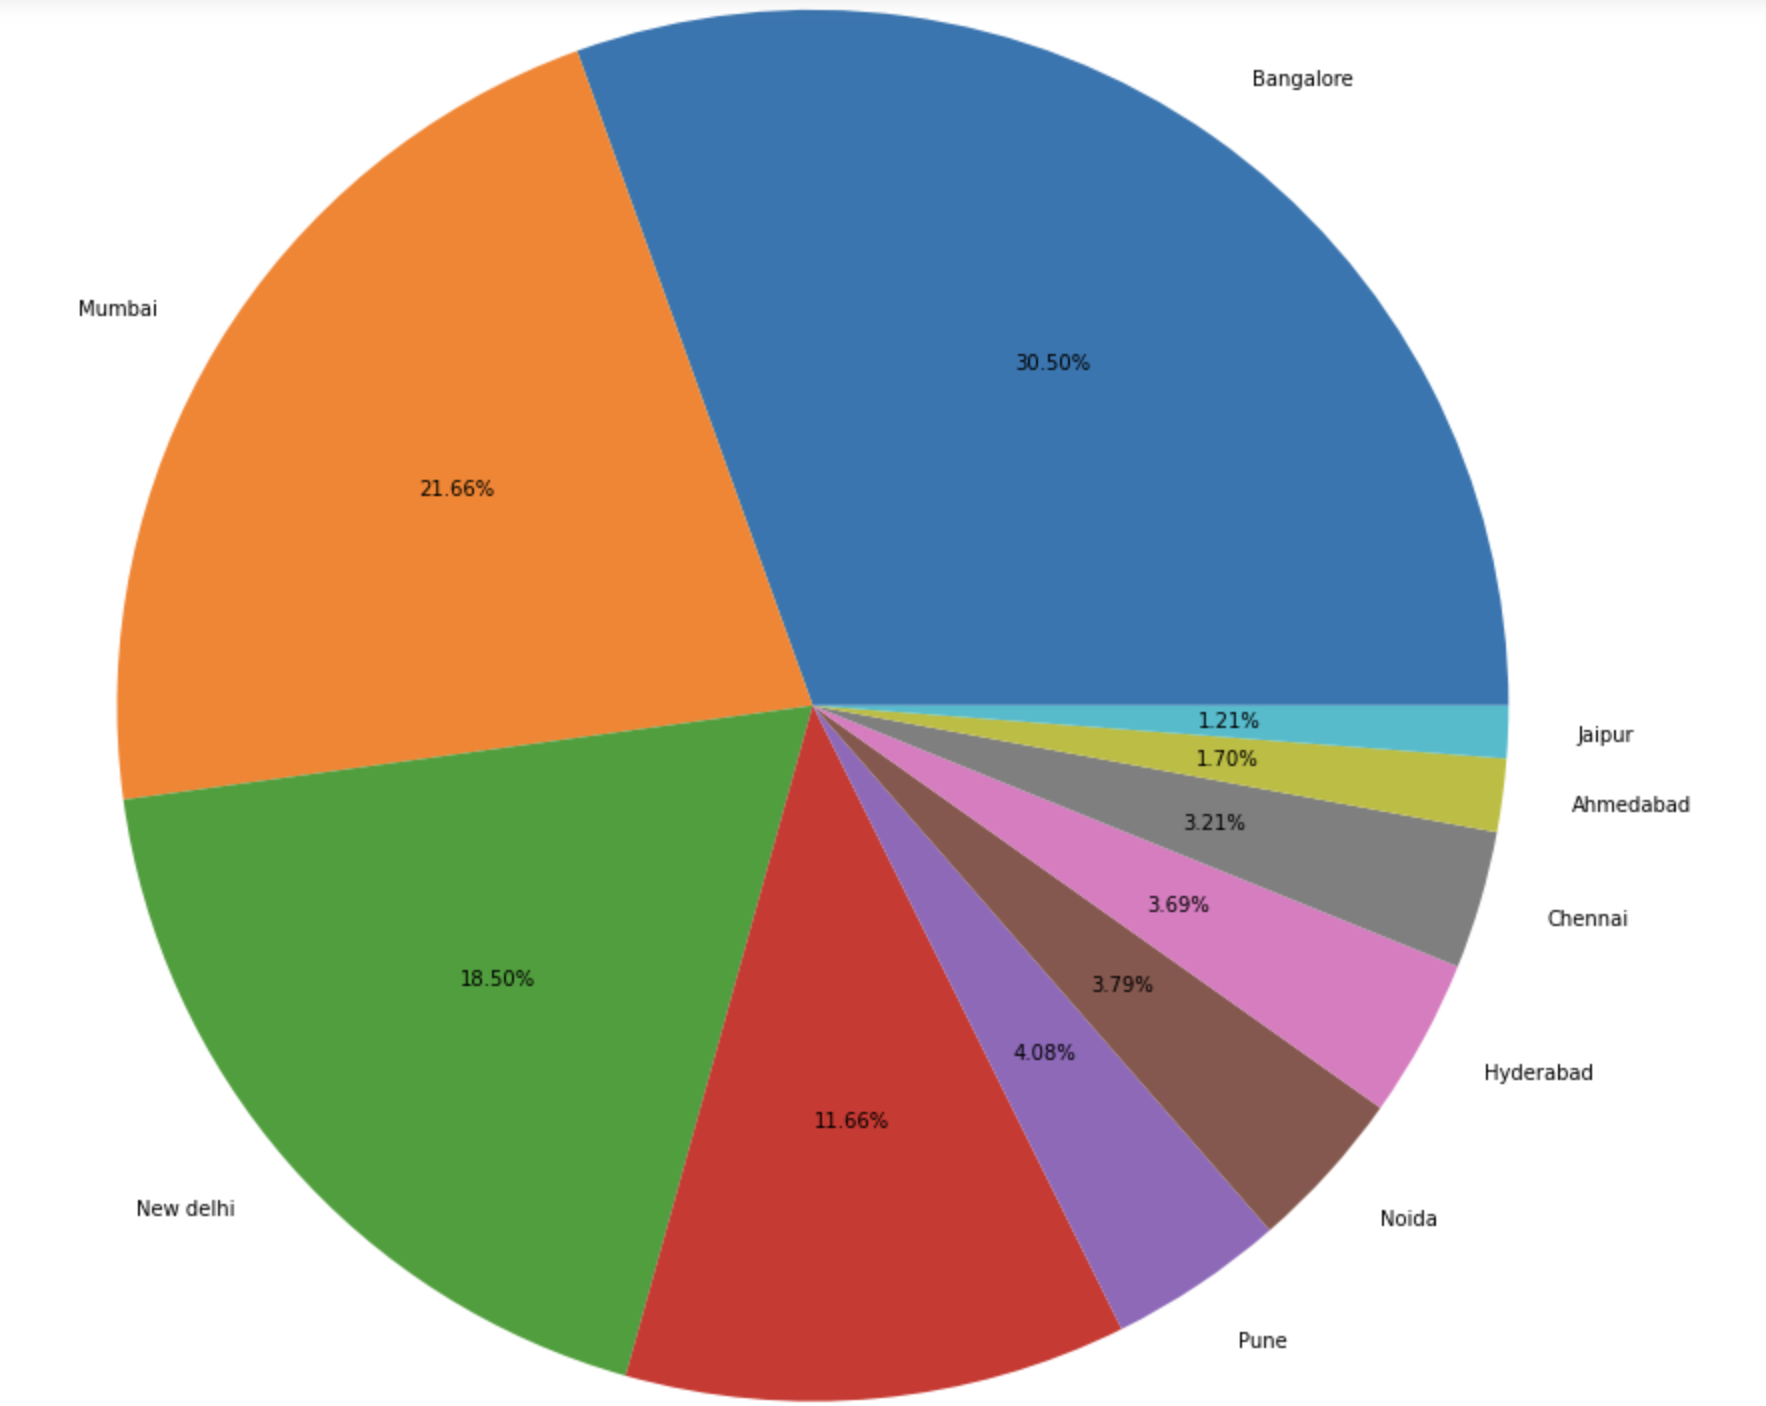 Bangalore
30.50%
Mumbai
21.66%
New delhi
18.50%
11.66%
Pune
4.08%
Noida
3.79%
Hyderabad
3.69%
Chennai
3.21%
Ahmedabad
1.70%
Jaipur
1.21%